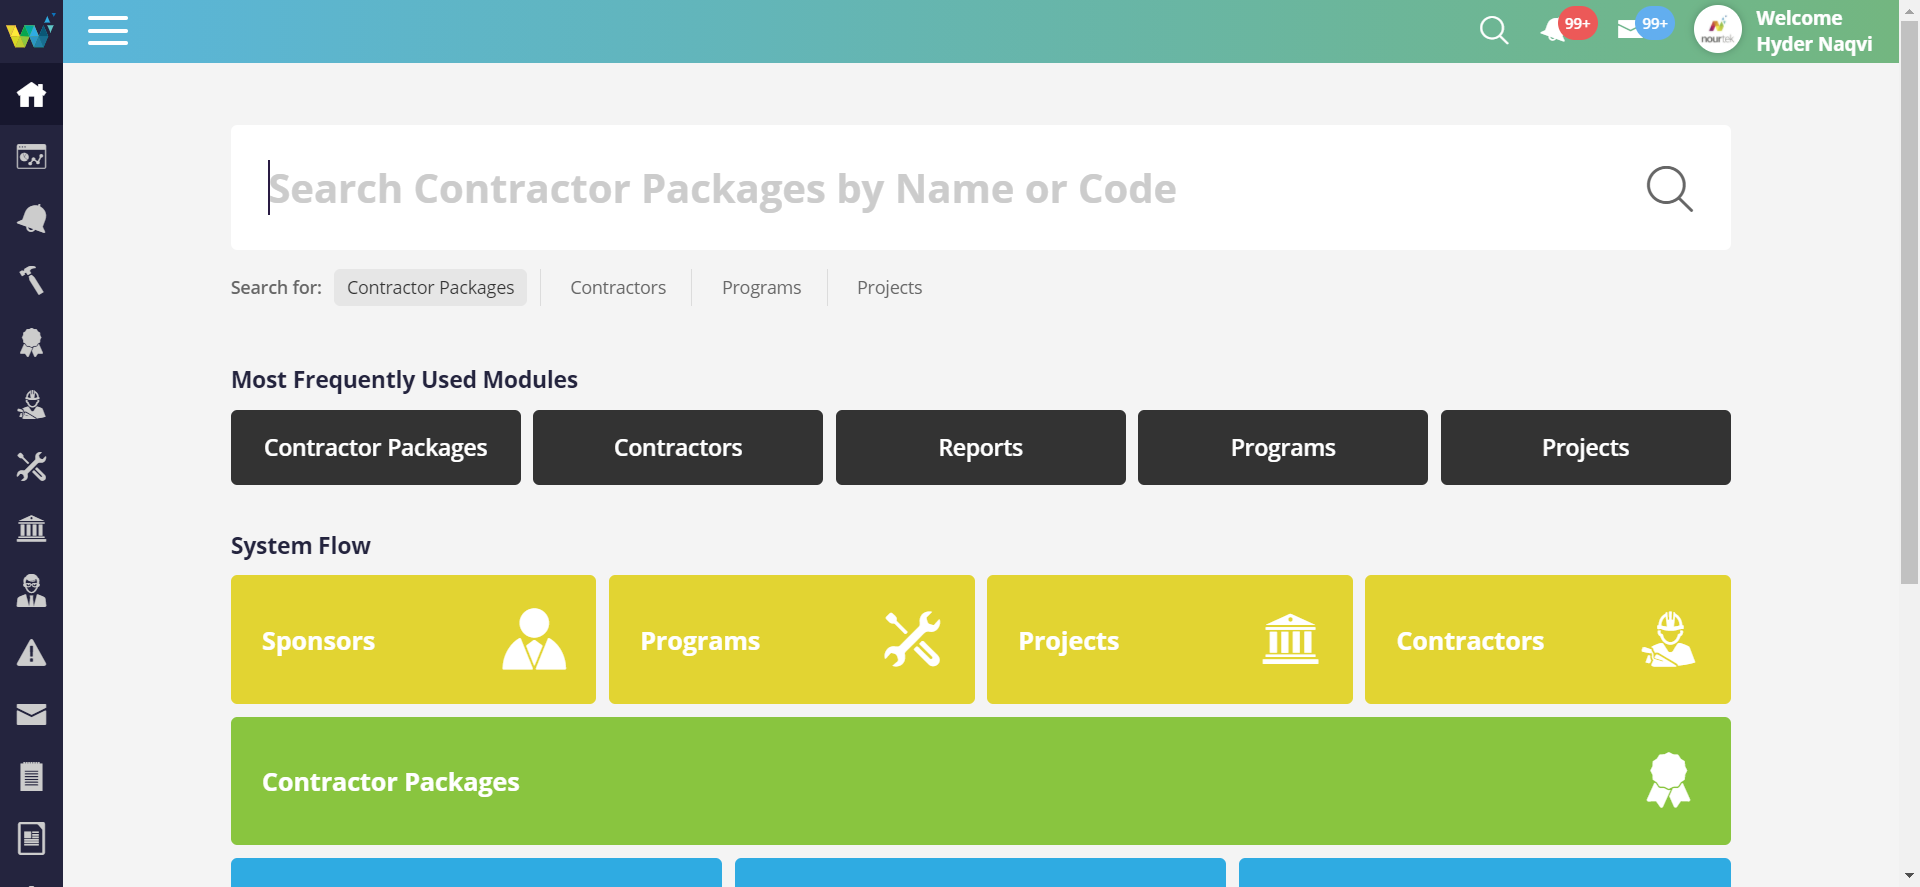 99+
99+
nourtek
Welcome
Hyder Naqvi
Search Contractor Packages by Name or Code
Search for: Contractor Packages Contractors Programs Projects
Most Frequently Used Modules
Contractor Packages Contractors Reports Programs Projects
System Flow
Sponsors Programs Projects Contractors
Contractor Packages